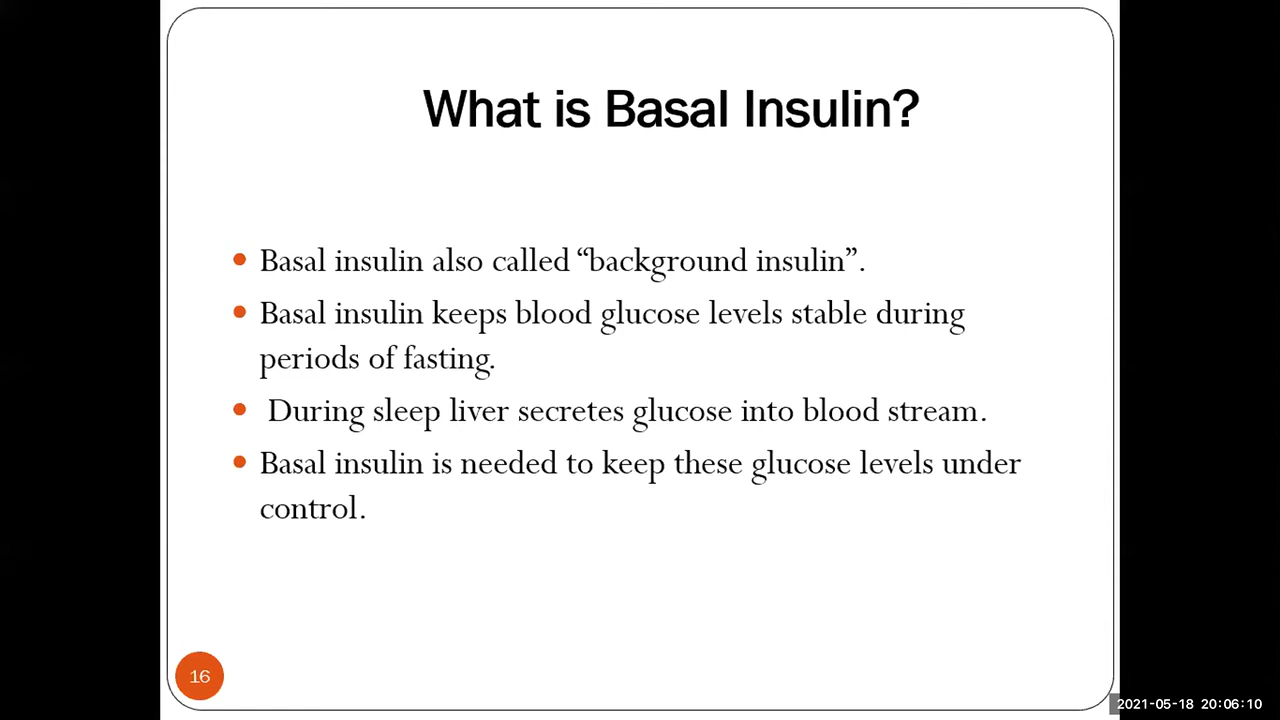 What is Basal Insulin?
Basal insulin also called “background insulin”.
Basal insulin keeps blood glucose levels stable during
periods of fasting.
During sleep liver secretes glucose into blood stream.
Basal insulin is needed to keep these glucose levels under
control.
16
2021-05-18 20:06:10